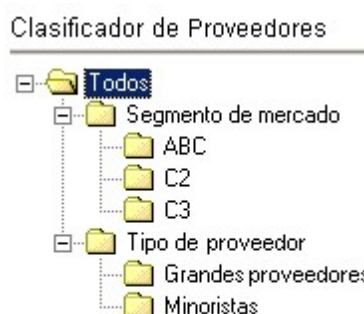 Clasificador de Proveedores
Todos
Segmento de mercado
ABC
C2
C3
Tipo de proveedor
Grandes proveedores
Minoristas